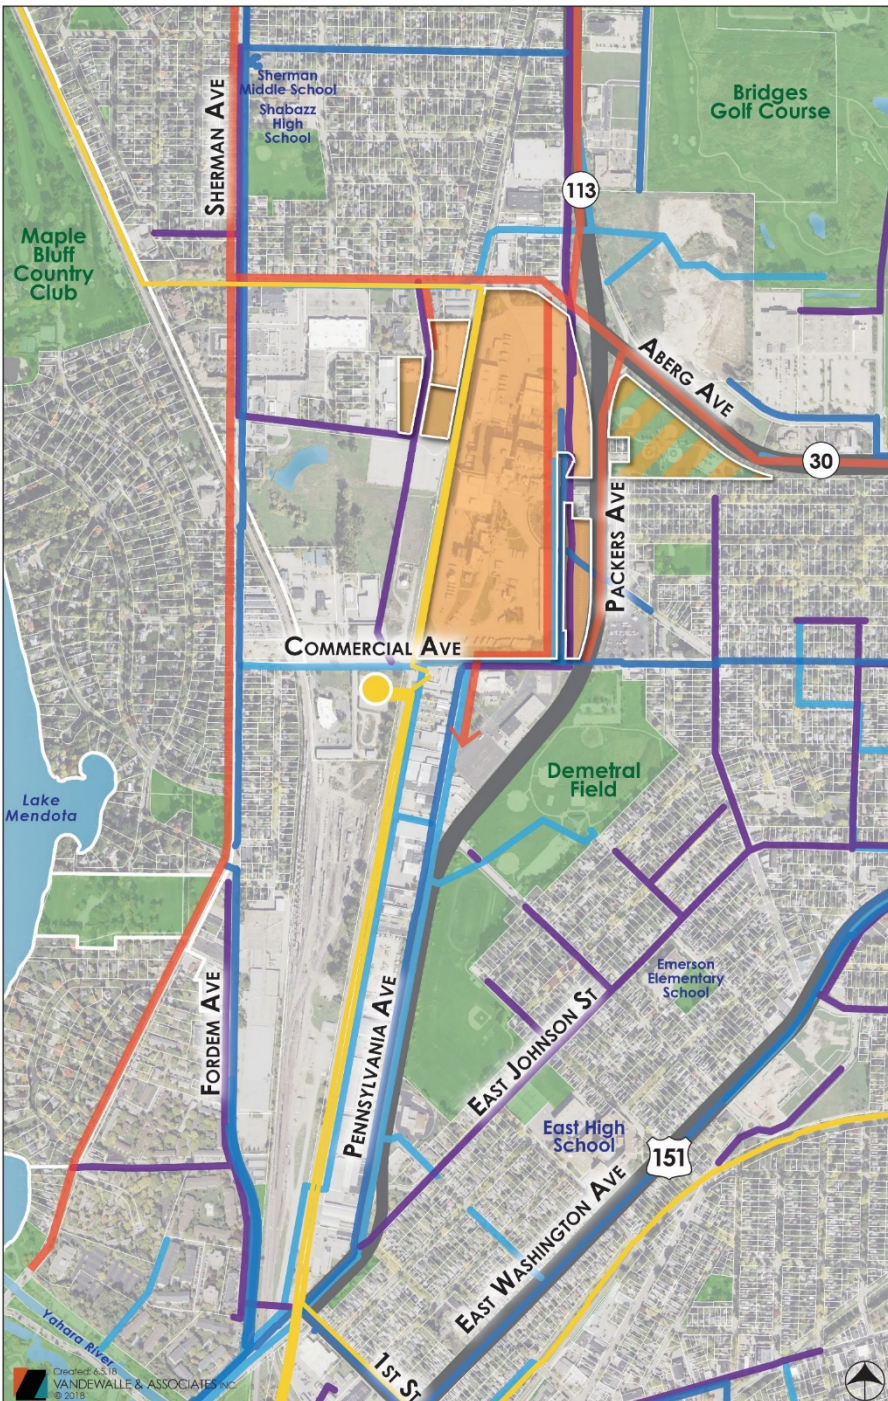 Sherman
Middle School
Shabazz
High
School
SHERMAN AVE
Bridges
Golf Course
113
Maple
Bluff
Country
Club
ABERG AVE
30
PACKERS AVE
COMMERCIAL AVE
Demetral
Field
Lake
Mendota
Emerson
Elementary
School
FORDEM AVE
PENNSYLVANIA AVE
EAST JOHNSON ST
East High
School
151
EAST WASHINGTON AVE
Yahara River
1ST ST
Created: 6.5.18
VANDEWALLE & ASSOCIATES INC.
© 2018